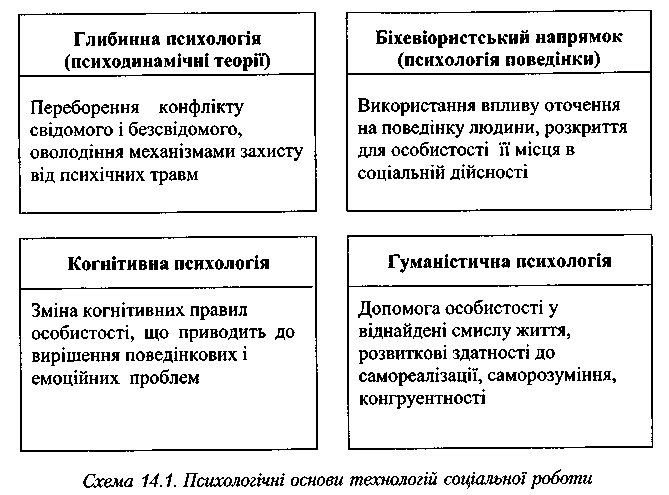 Глибинна психологія
(психодинамічні теорії)
Переборення конфлікту
свідомого і безсвідомого,
оволодіння механізмами захисту
від психічних травм
Біхевіористський напрямок
(психологія поведінки)
Використання впливу оточення
на поведінку людини, розкриття
для особистості її місця в
соціальній дійсності
Когнітивна психологія
Зміна когнітивних правил
особистості, що приводить до
вирішення поведінкових і
емоційних проблем
Гуманістична психологія
Допомога особистості у
віднайдені смислу життя,
розвиткові здатності до
самореалізації, саморозуміння,
конгруентності
Схема 14.1. Психологічні основи технологій соціальної роботи